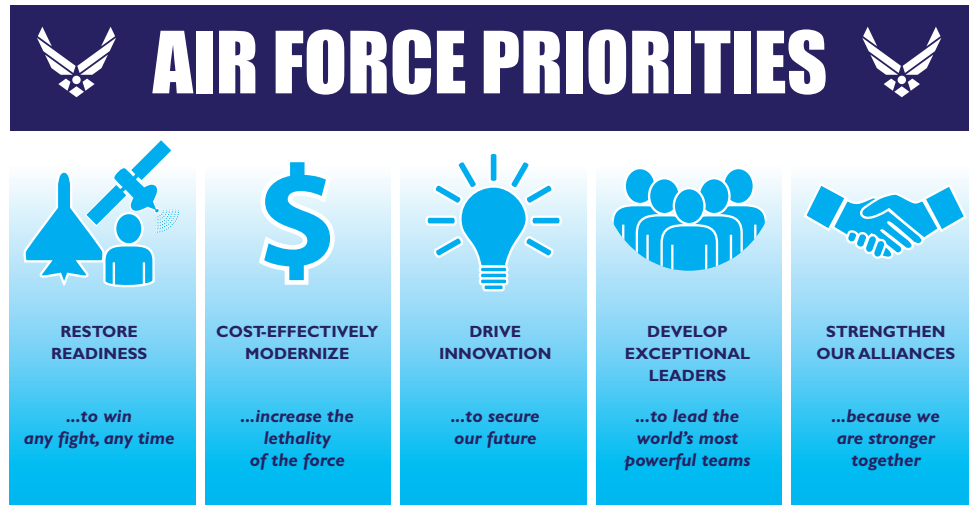 AIR FORCE PRIORITIES
RESTORE
READINESS
...to win
any fight, any time
COST-EFFECTIVELY
MODERNIZE
...increase the
lethality
of the force
DRIVE
INNOVATION
...to secure
our future
DEVELOP
EXCEPTIONAL
LEADERS
...to lead the
world's most
powerful teams
STRENGTHEN
OUR ALLIANCES
...because we
are stronger
together